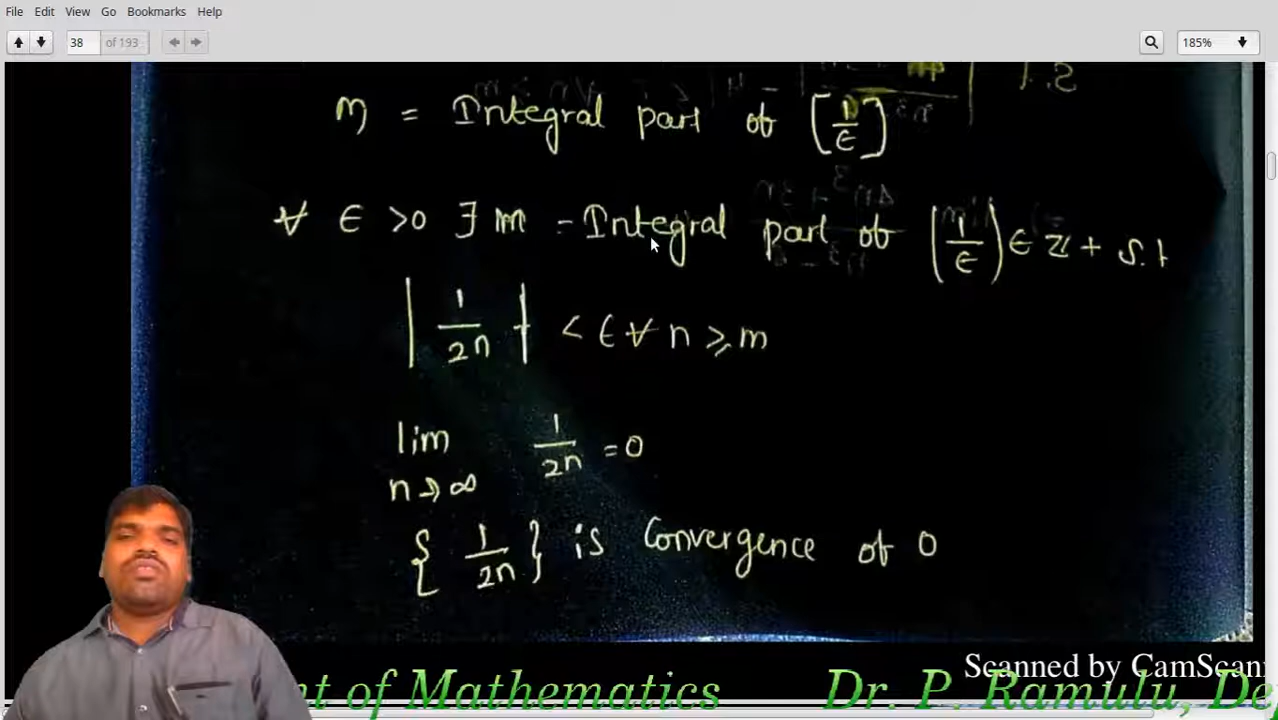 File Edit View Go Bookmarks Help
38 of 193 185%
m = Integral part of [1/ε]
∀ ε >0 ∃ m = Integral part of (1/ε) ∈ Z + s.t
|1/2n| < ε ∀ n ≥ m
lim n→∞ 1/2n = 0
{1/2n} is Convergence of 0
Scanned by CamScan
nt of Mathematics Dr. P. Ramulu, De